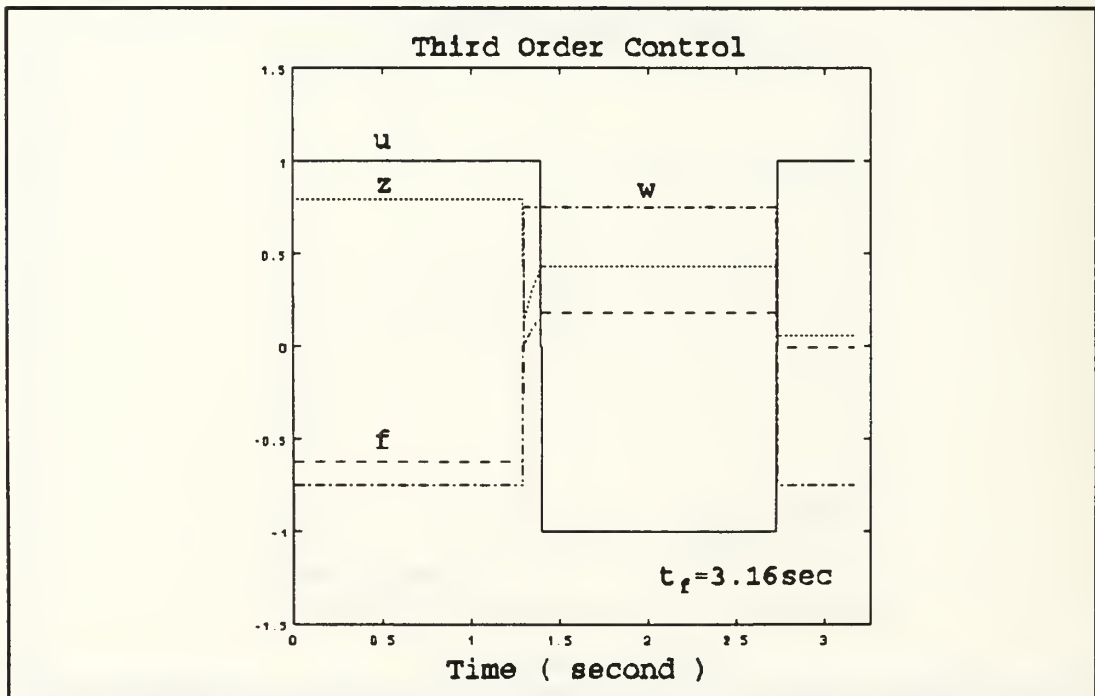 Third Order Control
1.5
u
1
z
w
0.5
0
f
-0.5
-1
t_f=3.16sec
-1.5
0 0.5 1 1.5 2 2.5 3
Time ( second )